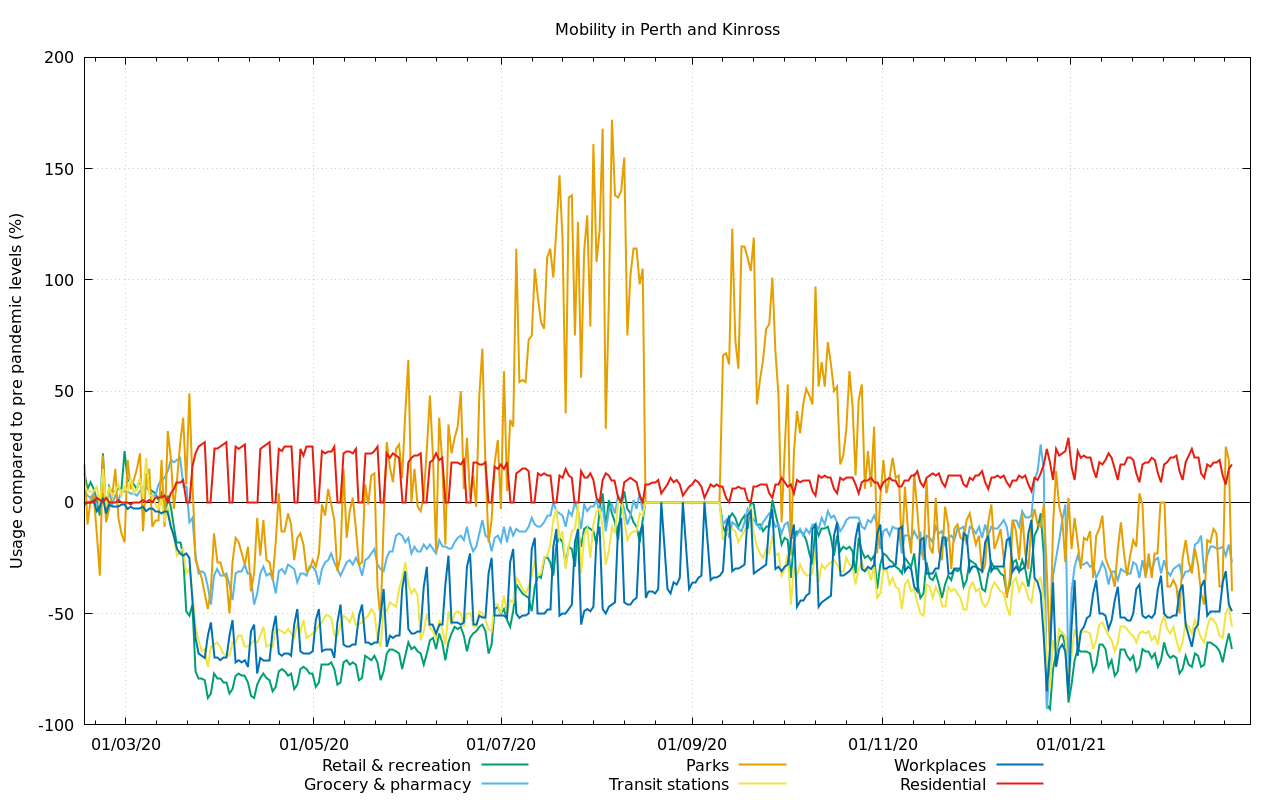 Mobility in Perth and Kinross
Usage compared to pre pandemic levels (%)
200
150
100
50
0
-50
-100
01/03/20 01/05/20 01/07/20 01/09/20 01/11/20 01/01/21
Retail & recreation Parks Workplaces
Grocery & pharmacy Transit stations Residential